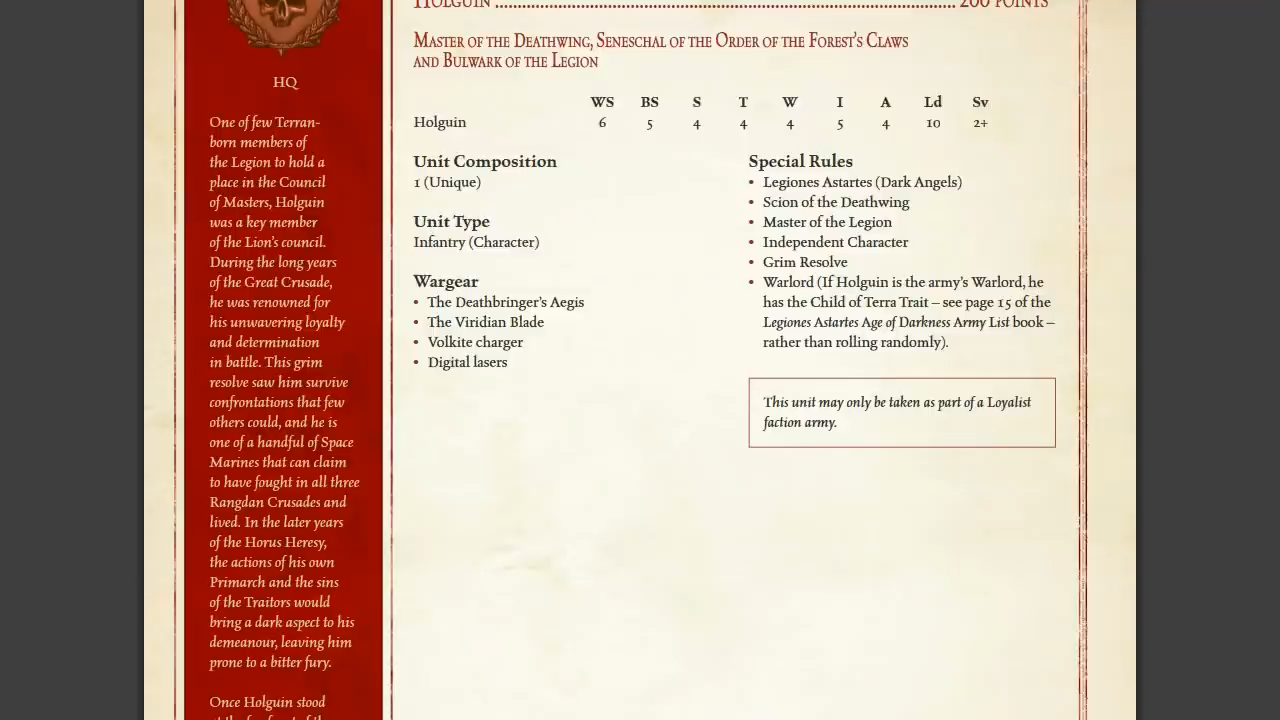 Holguin ........ 200 points
Master of the Deathwing, Seneschal of the Order of the Forest's Claws
and Bulwark of the Legion
WS BS S T W I A Ld Sv
Holguin 6 5 4 4 4 5 4 10 2+
Unit Composition
1 (Unique)
Unit Type
Infantry (Character)
Wargear
• The Deathbringer's Aegis
• The Viridian Blade
• Volkite charger
• Digital lasers
Special Rules
• Legiones Astartes (Dark Angels)
• Scion of the Deathwing
• Master of the Legion
• Independent Character
• Grim Resolve
• Warlord (If Holguin is the army's Warlord, he
has the Child of Terra Trait – see page 15 of the
Legiones Astartes Age of Darkness Army List book –
rather than rolling randomly).
This unit may only be taken as part of a Loyalist
faction army.
HQ
One of few Terran-
born members of
the Legion to hold a
place in the Council
of Masters, Holguin
was a key member
of the Lion's council.
During the long years
of the Great Crusade,
he was renowned for
his unwavering loyalty
and determination
in battle. This grim
resolve saw him survive
confrontations that few
others could, and he is
one of a handful of Space
Marines that can claim
to have fought in all three
Rangdan Crusades and
lived. In the later years
of the Horus Heresy,
the actions of his own
Primarch and the sins
of the Traitors would
bring a dark aspect to his
demeanour, leaving him
prone to a bitter fury.
Once Holguin stood